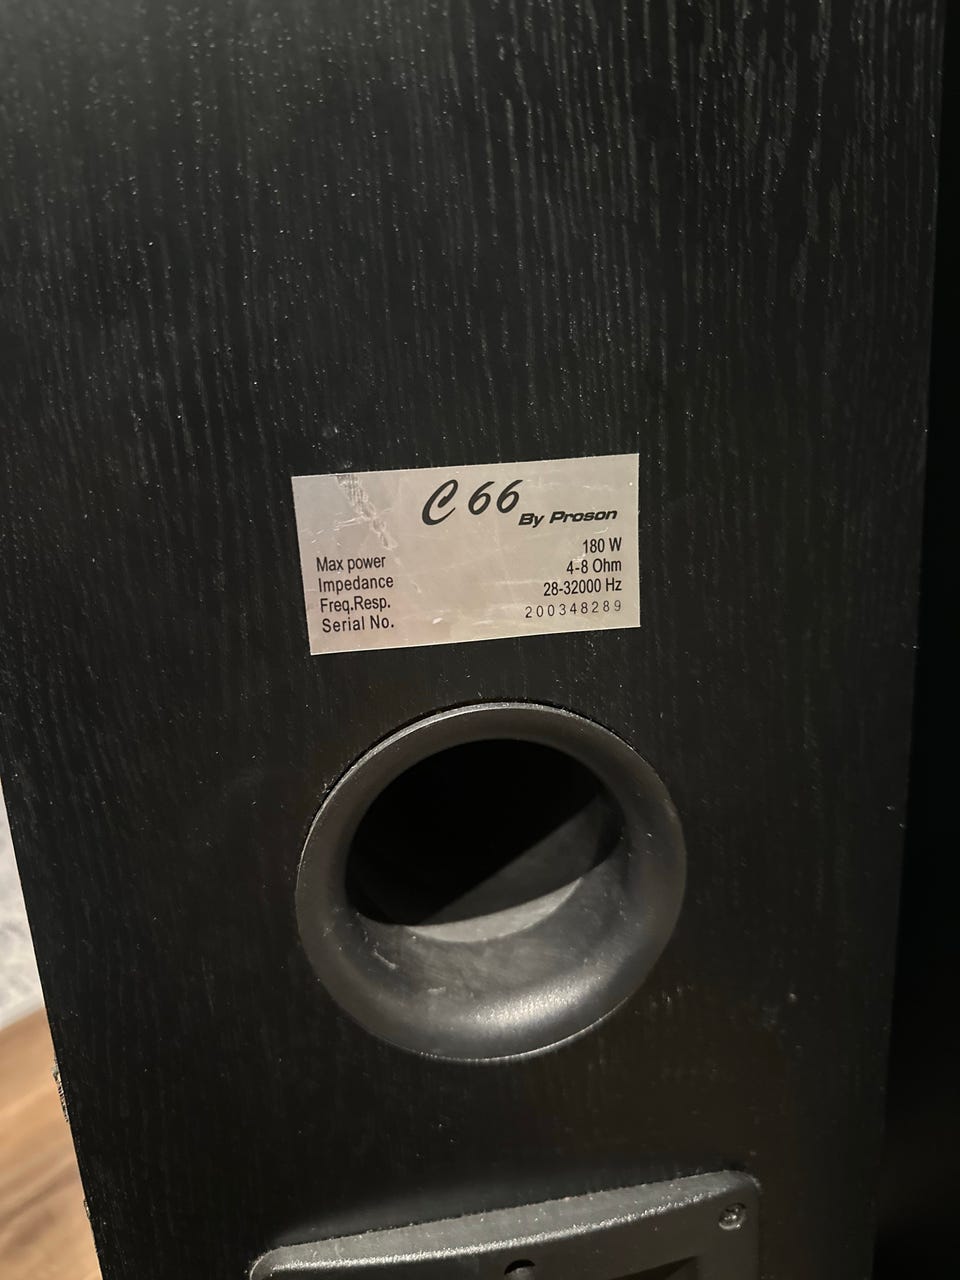 C 66 By Proson
Max power 180 W
Impedance 4-8 Ohm
Freq.Resp. 28-32000 Hz
Serial No. 200348289